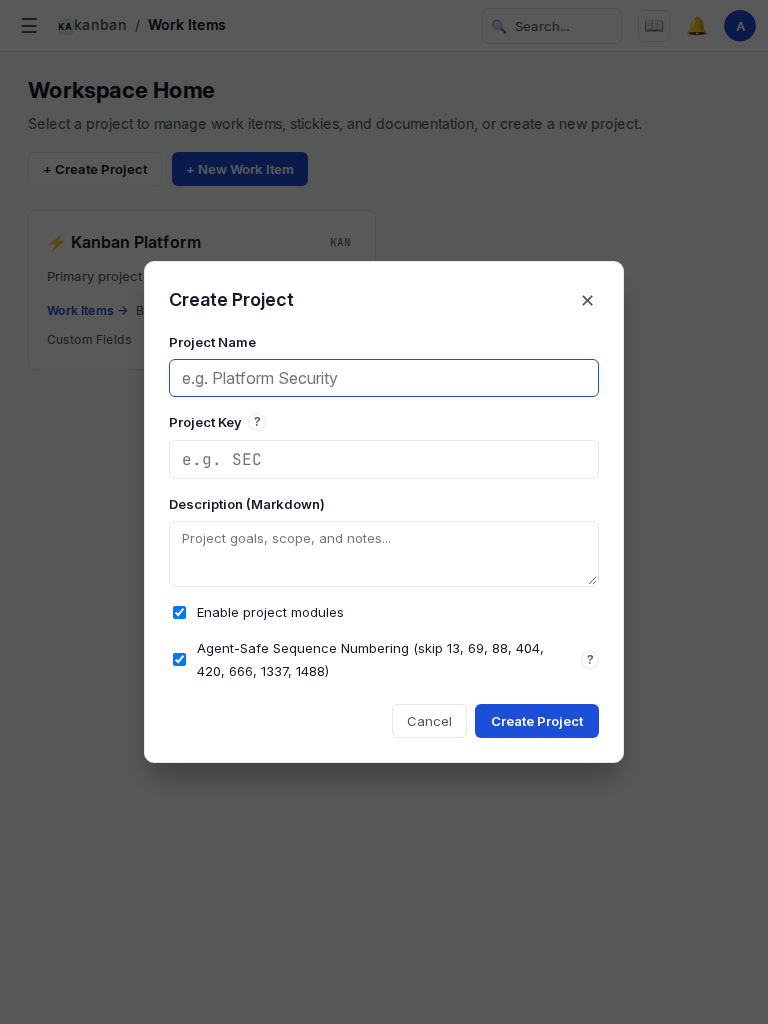 ☰ KA kanban / Work Items 🔍 Search... 📖 🔔 A
Workspace Home
Select a project to manage work items, stickies, and documentation, or create a new project.
+ Create Project + New Work Item
⚡ Kanban Platform KAN
Primary project
Work Items → B
Custom Fields
Create Project ✕
Project Name
e.g. Platform Security
Project Key ?
e.g. SEC
Description (Markdown)
Project goals, scope, and notes...
Enable project modules
Agent-Safe Sequence Numbering (skip 13, 69, 88, 404,
420, 666, 1337, 1488) ?
Cancel Create Project